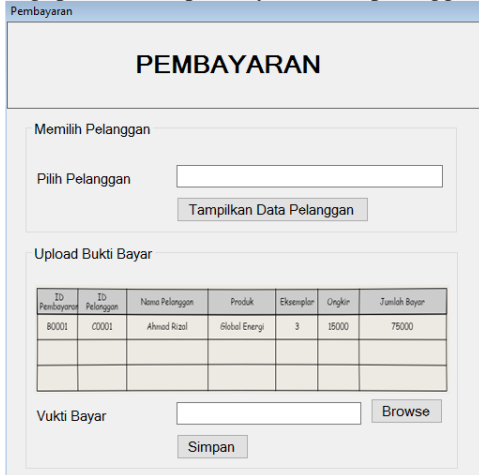 Pembayaran
PEMBAYARAN
Memilih Pelanggan
Pilih Pelanggan
Tampilkan Data Pelanggan
Upload Bukti Bayar
ID Pembayaran ID Pelanggan Nama Pelanggan Produk Eksemplar Ongkir Jumlah Bayar
B0001 C0001 Ahmad Rizal Global Energi 3 15000 75000
Vukti Bayar Browse
Simpan